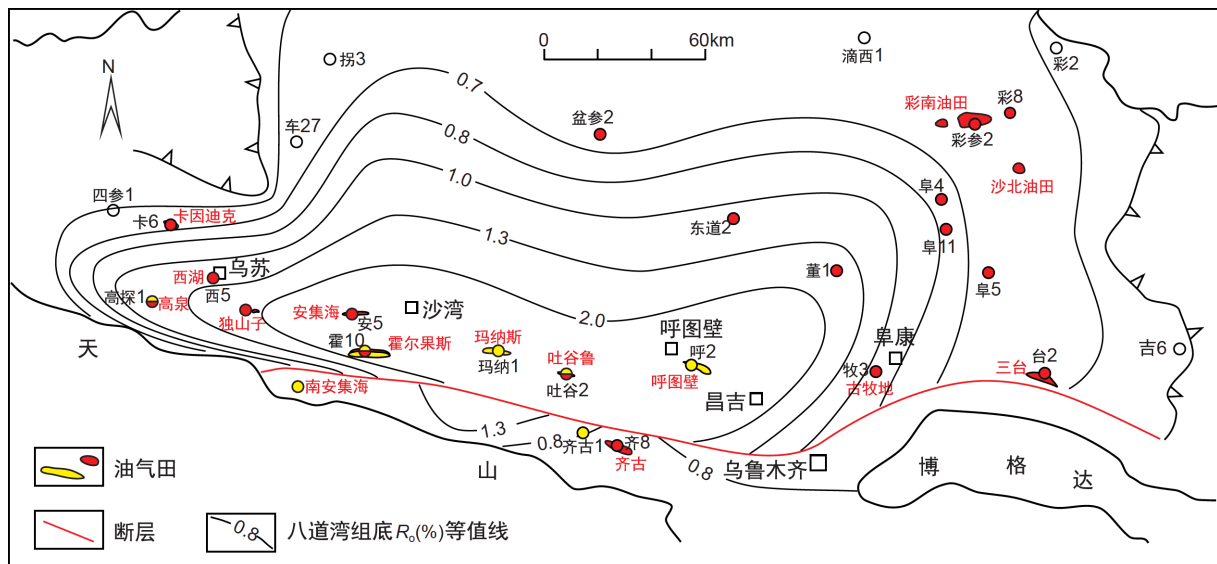 0 60km
N
拐3
滴西1
彩2
0.7
彩南油田
彩8
盆参2
车27
彩参2
0.8
沙北油田
1.0
四参1
卡因迪克
卡6
阜4
1.3
东道2
阜11
乌苏
西湖
董1
高探1
高泉
西5
阜5
独山子
安集海
安5
沙湾
2.0
呼图壁
阜康
霍10
霍尔果斯
玛纳斯
玛纳1
吐谷鲁
吐谷2
呼2
呼图壁
牧3
古牧地
三台
台2
吉6
天
南安集海
昌吉
1.3
0.8
齐古1
齐8
齐古
0.8
乌鲁木齐
山
博格达
油气田
断层
0.8
八道湾组底Ro(%)等值线